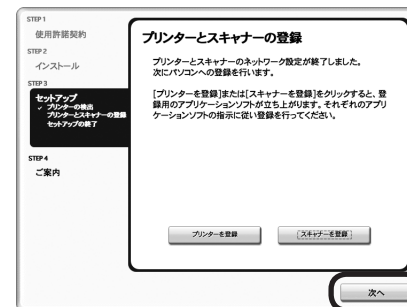 STEP 1
使用許諾契約
STEP 2
インストール
STEP 3
セットアップ
✓ プリンターの検出
プリンターとスキャナーの登録
セットアップの終了
STEP 4
ご案内
プリンターとスキャナーの登録
プリンターとスキャナーのネットワーク設定が終了しました。
次にパソコンへの登録を行います。
[プリンターを登録]または[スキャナーを登録]をクリックすると、登
録用のアプリケーションソフトが立ち上がります。それぞれのアプリ
ケーションソフトの指示に従い登録を行ってください。
プリンターを登録
スキャナーを登録
次へ